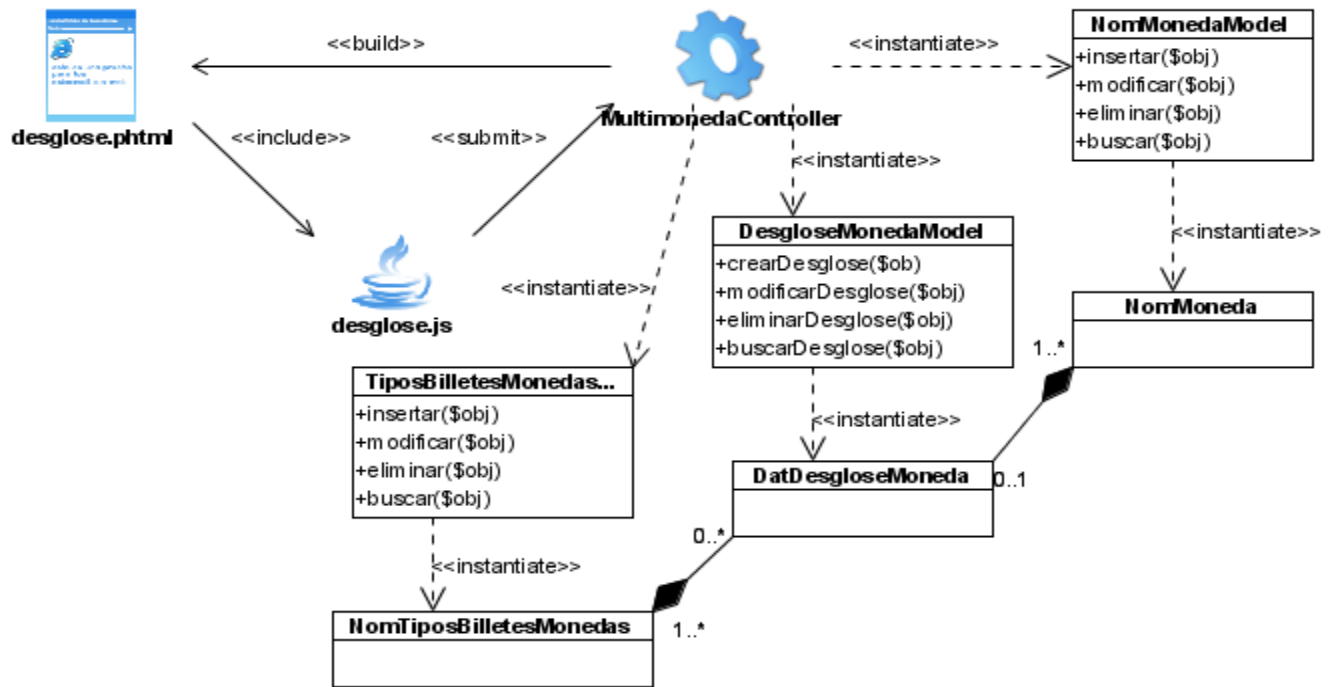 <<build>>
<<instantiate>>
NomMonedaModel
+insertar($obj)
+modificar($obj)
+eliminar($obj)
+buscar($obj)
desglose.phtml
<<include>>
<<submit>>
MultimonedaController
<<instantiate>>
DesgloseMonedaModel
+crearDesglose($ob)
+modificarDesglose($obj)
+eliminarDesglose($obj)
+buscarDesglose($obj)
<<instantiate>>
desglose.js
<<instantiate>>
NomMoneda
1..*
TiposBilletesMonedas...
+insertar($obj)
+modificar($obj)
+eliminar($obj)
+buscar($obj)
<<instantiate>>
DatDesgloseMoneda
0..1
0..*
<<instantiate>>
NomTiposBilletesMonedas
1..*